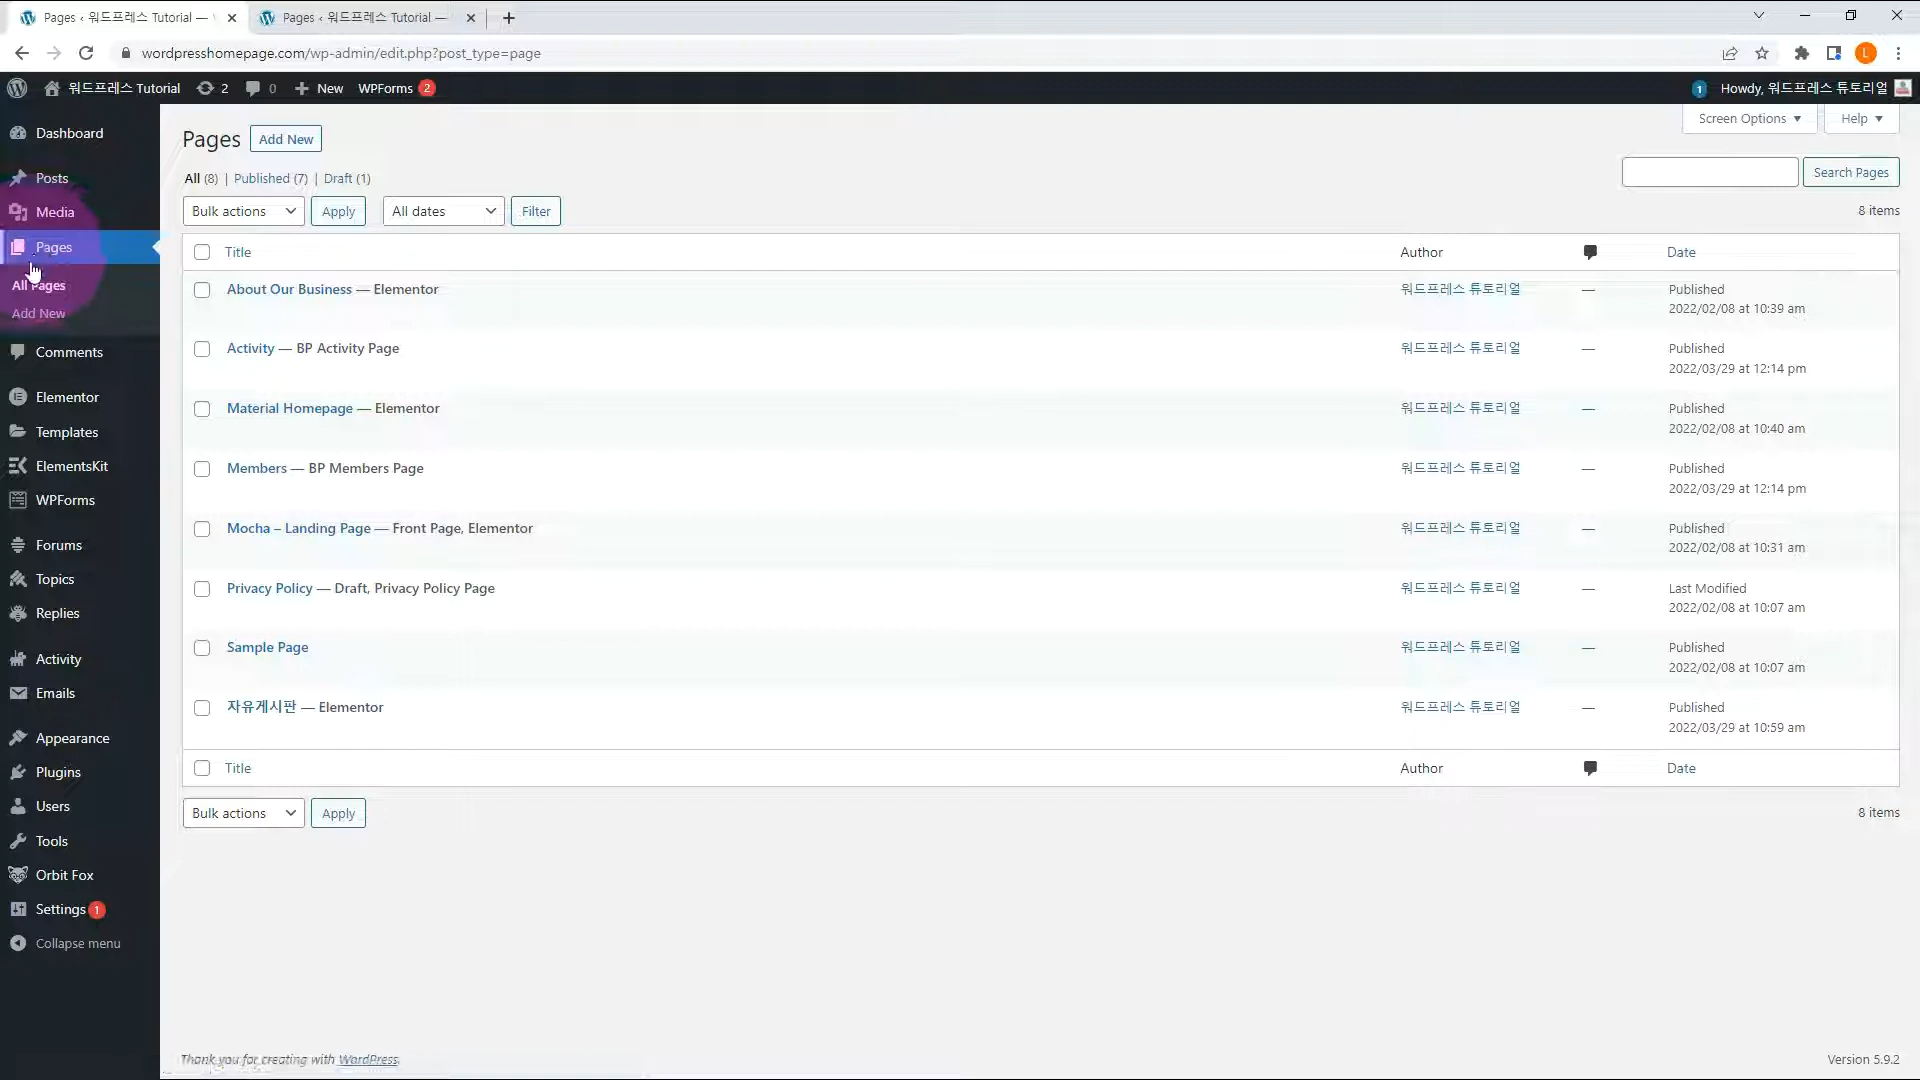 Pages ‹ 워드프레스 Tutorial —
Pages ‹ 워드프레스 Tutorial —
wordpresshomepage.com/wp-admin/edit.php?post_type=page
L
워드프레스 Tutorial
2
0
New
WPForms 2
1
Howdy, 워드프레스 튜토리얼
Dashboard
Posts
Media
Pages
All Pages
Add New
Comments
Elementor
Templates
ElementsKit
WPForms
Forums
Topics
Replies
Activity
Emails
Appearance
Plugins
Users
Tools
Orbit Fox
Settings 1
Collapse menu
Pages Add New
Screen Options
Help
All (8) | Published (7) | Draft (1)
Search Pages
Bulk actions Apply All dates Filter
8 items
Title Author Date
About Our Business — Elementor 워드프레스 튜토리얼 — Published
2022/02/08 at 10:39 am
Activity — BP Activity Page 워드프레스 튜토리얼 — Published
2022/03/29 at 12:14 pm
Material Homepage — Elementor 워드프레스 튜토리얼 — Published
2022/02/08 at 10:40 am
Members — BP Members Page 워드프레스 튜토리얼 — Published
2022/03/29 at 12:14 pm
Mocha – Landing Page — Front Page, Elementor 워드프레스 튜토리얼 — Published
2022/02/08 at 10:31 am
Privacy Policy — Draft, Privacy Policy Page 워드프레스 튜토리얼 — Last Modified
2022/02/08 at 10:07 am
Sample Page 워드프레스 튜토리얼 — Published
2022/02/08 at 10:07 am
자유게시판 — Elementor 워드프레스 튜토리얼 — Published
2022/03/29 at 10:59 am
Title Author Date
Bulk actions Apply
8 items
Thank you for creating with WordPress.
Version 5.9.2